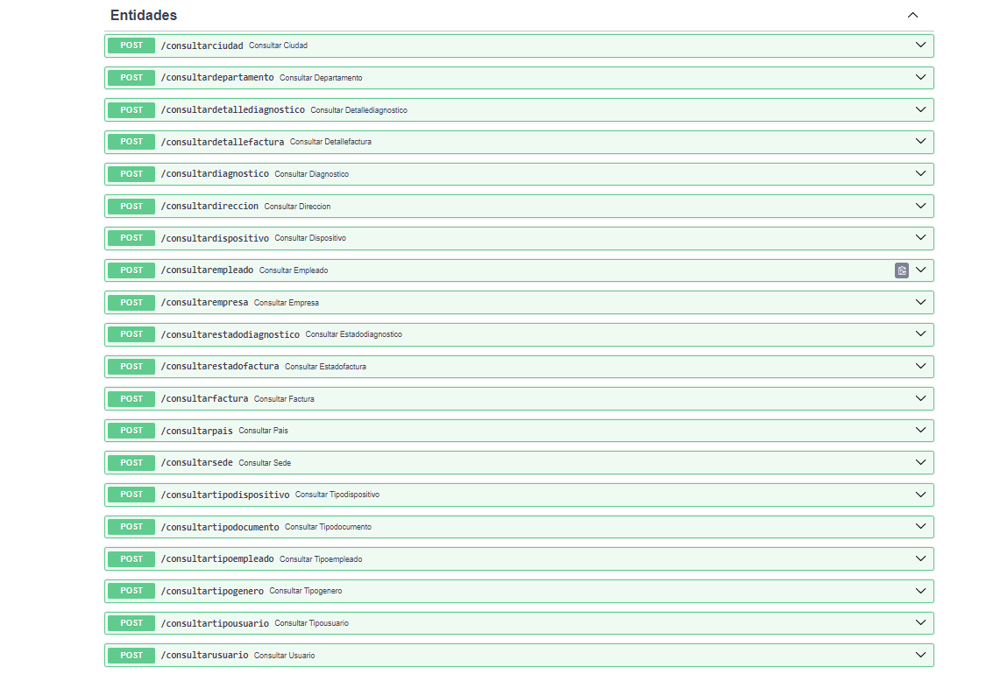 Entidades
POST /consultarciudad Consultar Ciudad
POST /consultardepartamento Consultar Departamento
POST /consultardetallediagnostico Consultar Detallediagnostico
POST /consultardetallefactura Consultar Detallefactura
POST /consultardiagnostico Consultar Diagnostico
POST /consultardireccion Consultar Direccion
POST /consultardispositivo Consultar Dispositivo
POST /consultarempleado Consultar Empleado
POST /consultarempresa Consultar Empresa
POST /consultarestadodiagnostico Consultar Estadodiagnostico
POST /consultarestadofactura Consultar Estadofactura
POST /consultarfactura Consultar Factura
POST /consultarpais Consultar Pais
POST /consultarsede Consultar Sede
POST /consultartipodispositivo Consultar Tipodispositivo
POST /consultartipodocumento Consultar Tipodocumento
POST /consultartipoempleado Consultar Tipoempleado
POST /consultartipogenero Consultar Tipogenero
POST /consultartipousuario Consultar Tipousuario
POST /consultarusuario Consultar Usuario